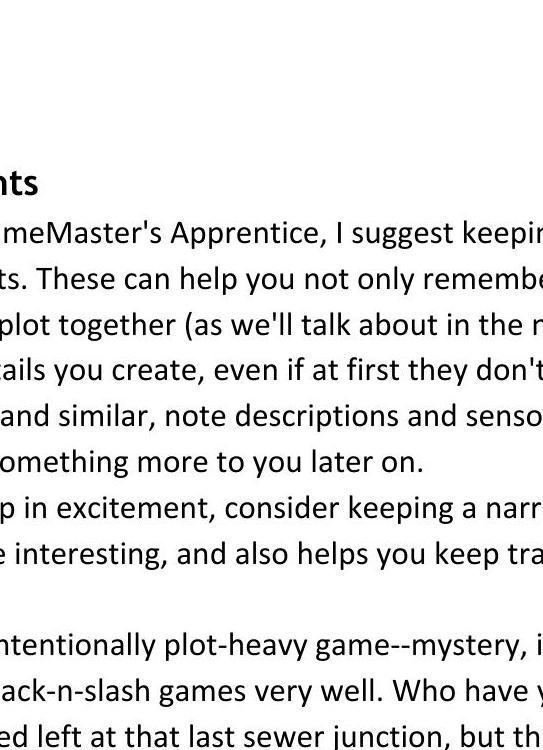 nts
meMaster's Apprentice, I suggest keepin
ts. These can help you not only remembe
plot together (as we'll talk about in the n
ails you create, even if at first they don't
and similar, note descriptions and senso
omething more to you later on.
p in excitement, consider keeping a narr
e interesting, and also helps you keep tra
ntentionally plot-heavy game--mystery, i
ack-n-slash games very well. Who have y
ed left at that last sewer junction, but th